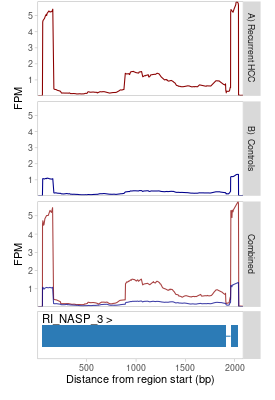 5
4
3
2
1
FPM
A) Recurrent HCC
5
4
3
2
1
B) Controls
5
4
3
2
1
FPM
Combined
RI_NASP_3 >
500 1000 1500 2000
Distance from region start (bp)